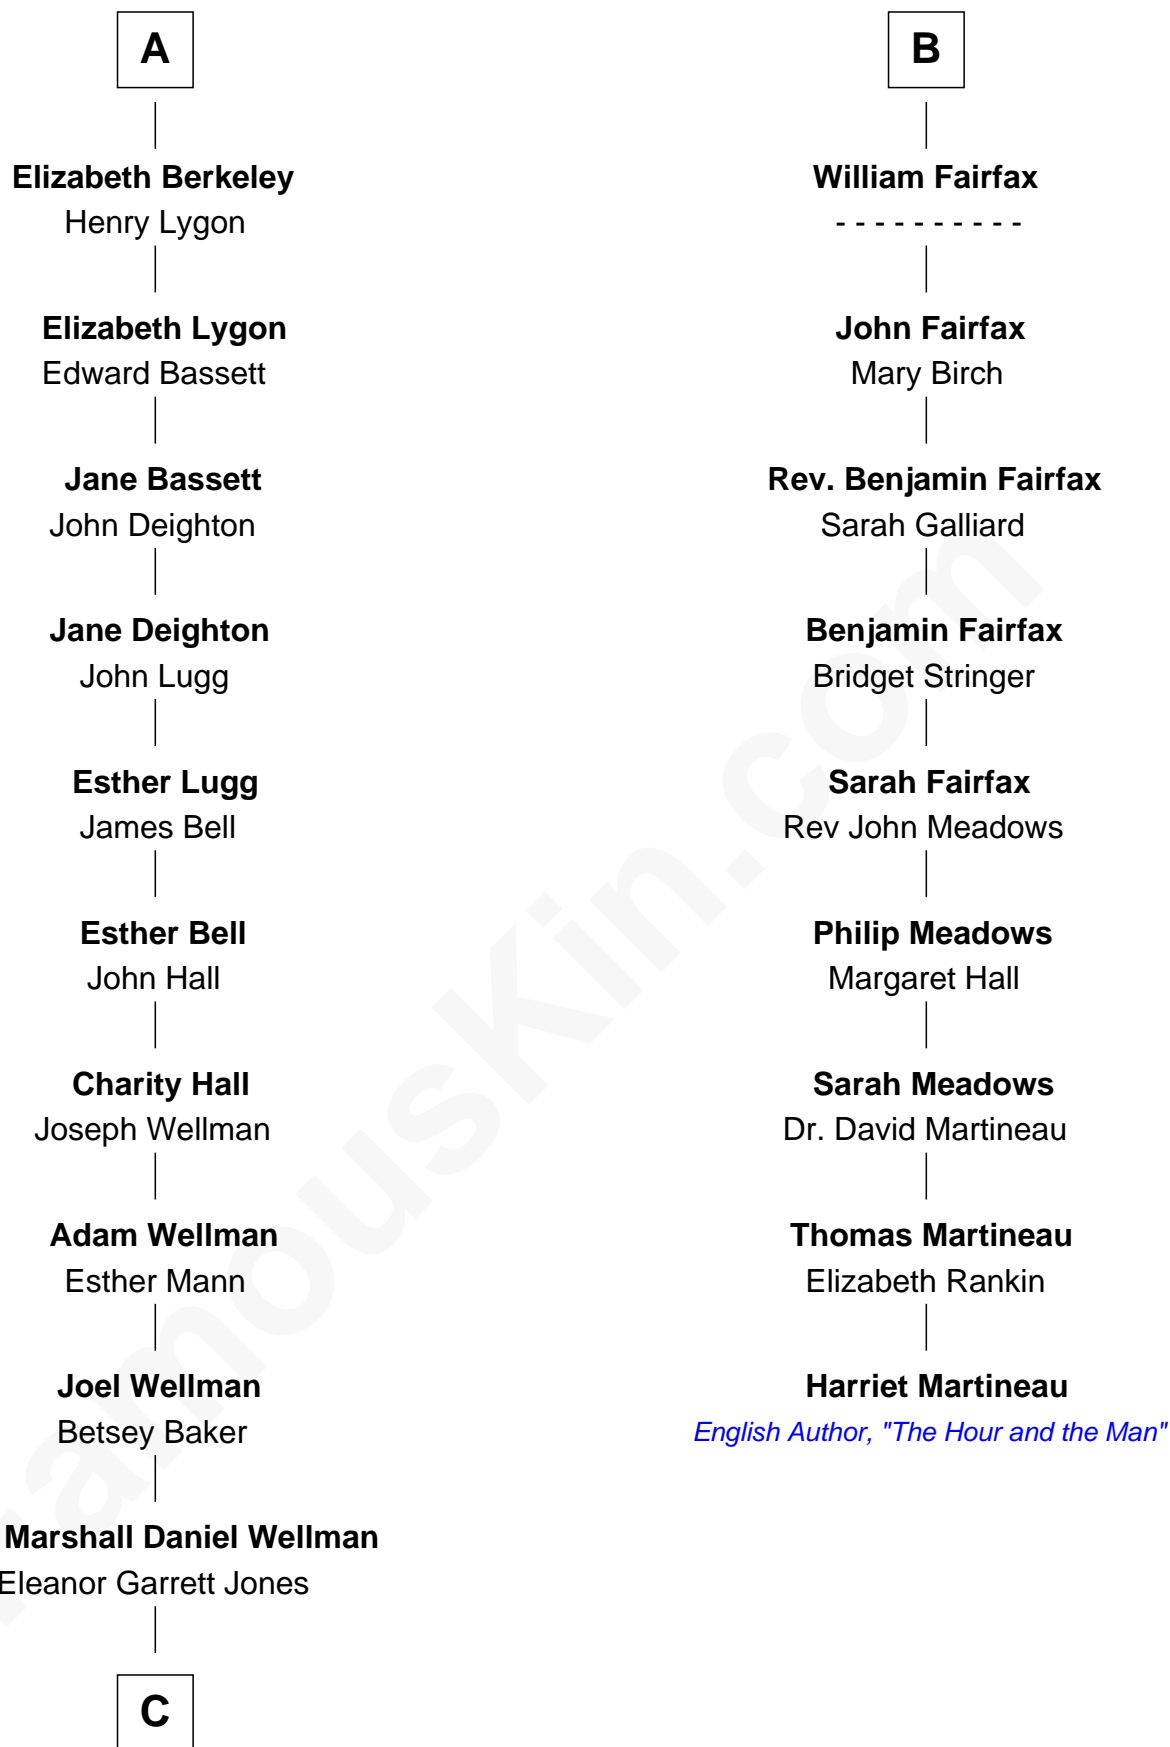 A
Elizabeth Berkeley
Henry Lygon
Elizabeth Lygon
Edward Bassett
Jane Bassett
John Deighton
Jane Deighton
John Lugg
Esther Lugg
James Bell
Esther Bell
John Hall
Charity Hall
Joseph Wellman
Adam Wellman
Esther Mann
Joel Wellman
Betsey Baker
Marshall Daniel Wellman
Eleanor Garrett Jones
C
B
William Fairfax
- - - - - - - - - -
John Fairfax
Mary Birch
Rev. Benjamin Fairfax
Sarah Galliard
Benjamin Fairfax
Bridget Stringer
Sarah Fairfax
Rev John Meadows
Philip Meadows
Margaret Hall
Sarah Meadows
Dr. David Martineau
Thomas Martineau
Elizabeth Rankin
Harriet Martineau
English Author, "The Hour and the Man"
FamousKin.com